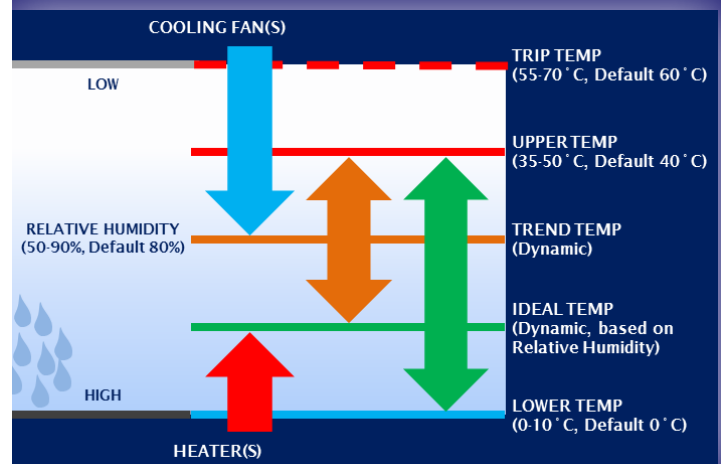 COOLING FAN(S)
TRIP TEMP
(55-70˚C, Default 60˚C)
LOW
UPPER TEMP
(35-50˚C, Default 40˚C)
RELATIVE HUMIDITY
(50-90%, Default 80%)
TREND TEMP
(Dynamic)
IDEAL TEMP
(Dynamic, based on
Relative Humidity)
HIGH
LOWER TEMP
(0-10˚C, Default 0˚C)
HEATER(S)